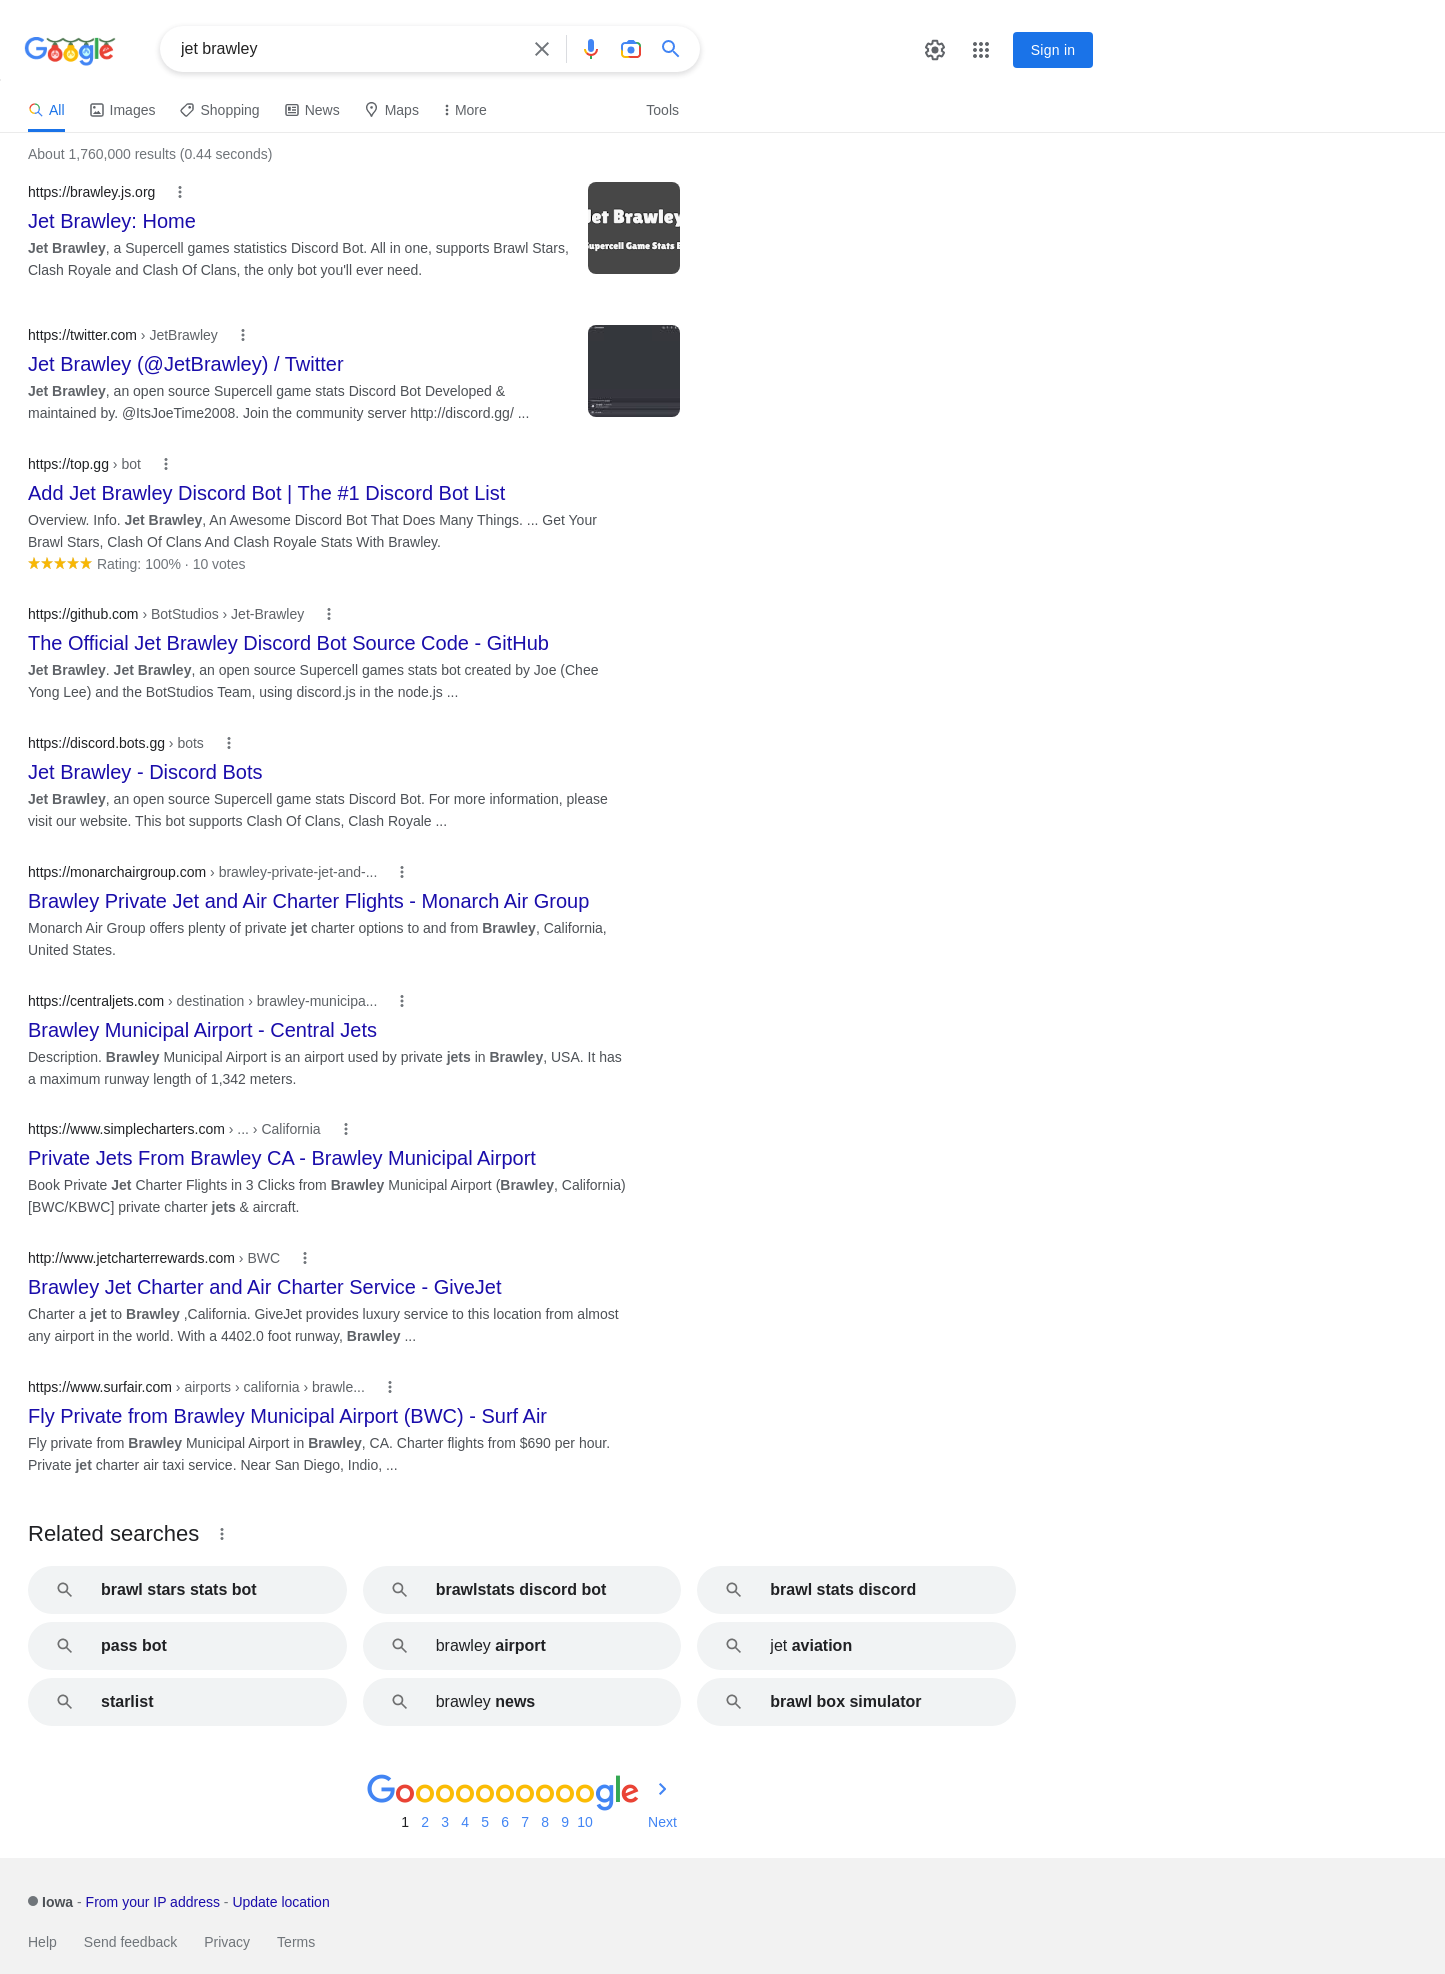 Google
jet brawley
Sign in
All
Images
Shopping
News
Maps
More
Tools
About 1,760,000 results (0.44 seconds)
https://brawley.js.org
Jet Brawley: Home
Jet Brawley, a Supercell games statistics Discord Bot. All in one, supports Brawl Stars,
Clash Royale and Clash Of Clans, the only bot you'll ever need.
Jet Brawley
Supercell Game Stats
https://twitter.com › JetBrawley
Jet Brawley (@JetBrawley) / Twitter
Jet Brawley, an open source Supercell game stats Discord Bot Developed &
maintained by. @ItsJoeTime2008. Join the community server http://discord.gg/ ...
https://top.gg › bot
Add Jet Brawley Discord Bot | The #1 Discord Bot List
Overview. Info. Jet Brawley, An Awesome Discord Bot That Does Many Things. ... Get Your
Brawl Stars, Clash Of Clans And Clash Royale Stats With Brawley.
Rating: 100% · 10 votes
https://github.com › BotStudios › Jet-Brawley
The Official Jet Brawley Discord Bot Source Code - GitHub
Jet Brawley. Jet Brawley, an open source Supercell games stats bot created by Joe (Chee
Yong Lee) and the BotStudios Team, using discord.js in the node.js ...
https://discord.bots.gg › bots
Jet Brawley - Discord Bots
Jet Brawley, an open source Supercell game stats Discord Bot. For more information, please
visit our website. This bot supports Clash Of Clans, Clash Royale ...
https://monarchairgroup.com › brawley-private-jet-and-...
Brawley Private Jet and Air Charter Flights - Monarch Air Group
Monarch Air Group offers plenty of private jet charter options to and from Brawley, California,
United States.
https://centraljets.com › destination › brawley-municipa...
Brawley Municipal Airport - Central Jets
Description. Brawley Municipal Airport is an airport used by private jets in Brawley, USA. It has
a maximum runway length of 1,342 meters.
https://www.simplecharters.com › ... › California
Private Jets From Brawley CA - Brawley Municipal Airport
Book Private Jet Charter Flights in 3 Clicks from Brawley Municipal Airport (Brawley, California)
[BWC/KBWC] private charter jets & aircraft.
http://www.jetcharterrewards.com › BWC
Brawley Jet Charter and Air Charter Service - GiveJet
Charter a jet to Brawley ,California. GiveJet provides luxury service to this location from almost
any airport in the world. With a 4402.0 foot runway, Brawley ...
https://www.surfair.com › airports › california › brawle...
Fly Private from Brawley Municipal Airport (BWC) - Surf Air
Fly private from Brawley Municipal Airport in Brawley, CA. Charter flights from $690 per hour.
Private jet charter air taxi service. Near San Diego, Indio, ...
Related searches
brawl stars stats bot
brawlstats discord bot
brawl stats discord
pass bot
brawley airport
jet aviation
starlist
brawley news
brawl box simulator
Goooooooooogle
1 2 3 4 5 6 7 8 9 10 Next
Iowa - From your IP address - Update location
Help Send feedback Privacy Terms